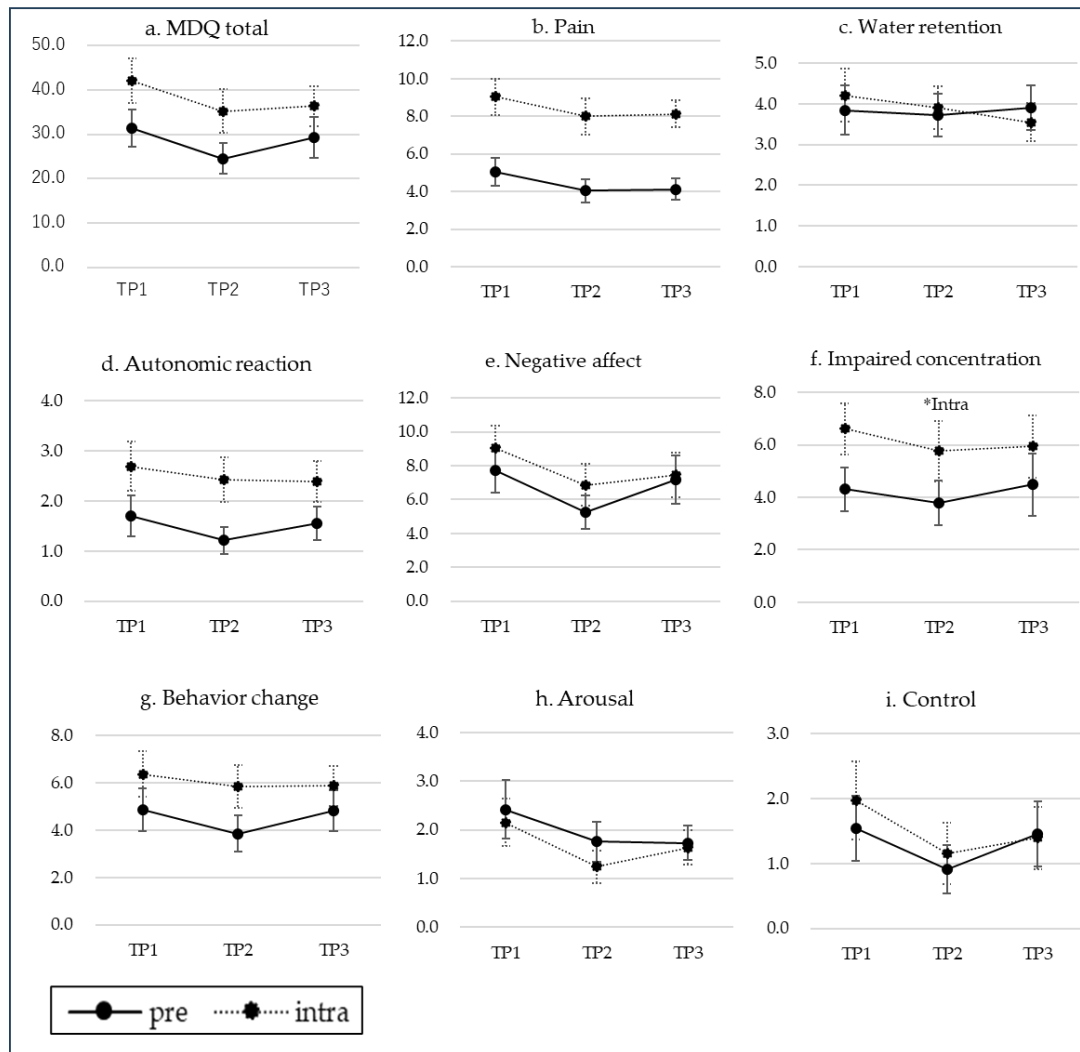 a. MDQ total
50.0
40.0
30.0
20.0
10.0
0.0
TP1 TP2 TP3
b. Pain
12.0
10.0
8.0
6.0
4.0
2.0
0.0
TP1 TP2 TP3
c. Water retention
5.0
4.0
3.0
2.0
1.0
0.0
TP1 TP2 TP3
d. Autonomic reaction
4.0
3.0
2.0
1.0
0.0
TP1 TP2 TP3
e. Negative affect
12.0
10.0
8.0
6.0
4.0
2.0
0.0
TP1 TP2 TP3
f. Impaired concentration
8.0
*Intra
6.0
4.0
2.0
0.0
TP1 TP2 TP3
g. Behavior change
8.0
6.0
4.0
2.0
0.0
TP1 TP2 TP3
h. Arousal
4.0
3.0
2.0
1.0
0.0
TP1 TP2 TP3
i. Control
3.0
2.0
1.0
0.0
TP1 TP2 TP3
pre intra